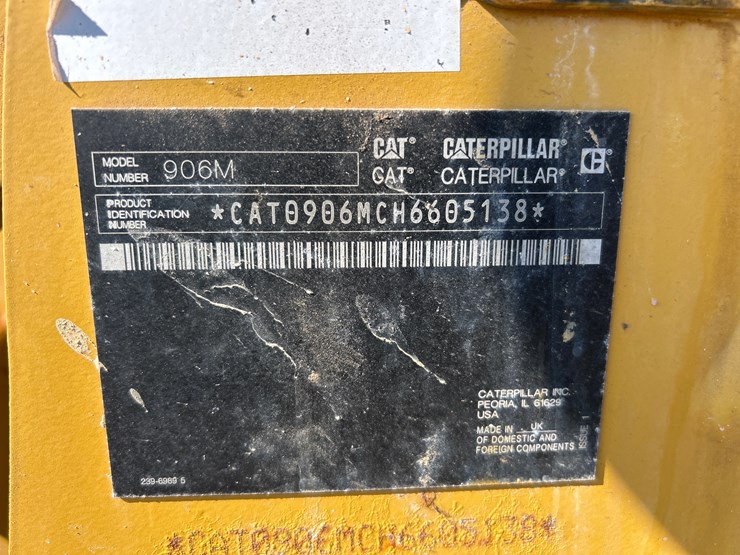 CAT® CATERPILLAR®
CAT® CATERPILLAR®
MODEL NUMBER 906M
PRODUCT IDENTIFICATION NUMBER *CAT0906MCH6605138*
CATERPILLAR INC.
PEORIA, IL 61629
USA
MADE IN UK
OF DOMESTIC AND
FOREIGN COMPONENTS
ISSUE 1
239-6989 5
*CAT0906MCH6605138*